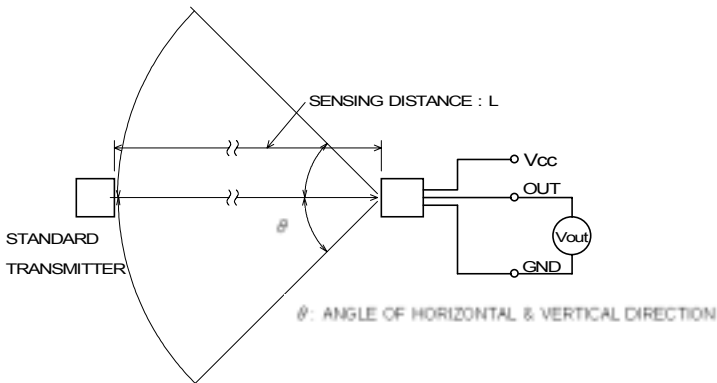 SENSING DISTANCE : L
Vcc
OUT
Vout
GND
STANDARD
TRANSMITTER
θ
θ: ANGLE OF HORIZONTAL & VERTICAL DIRECTION